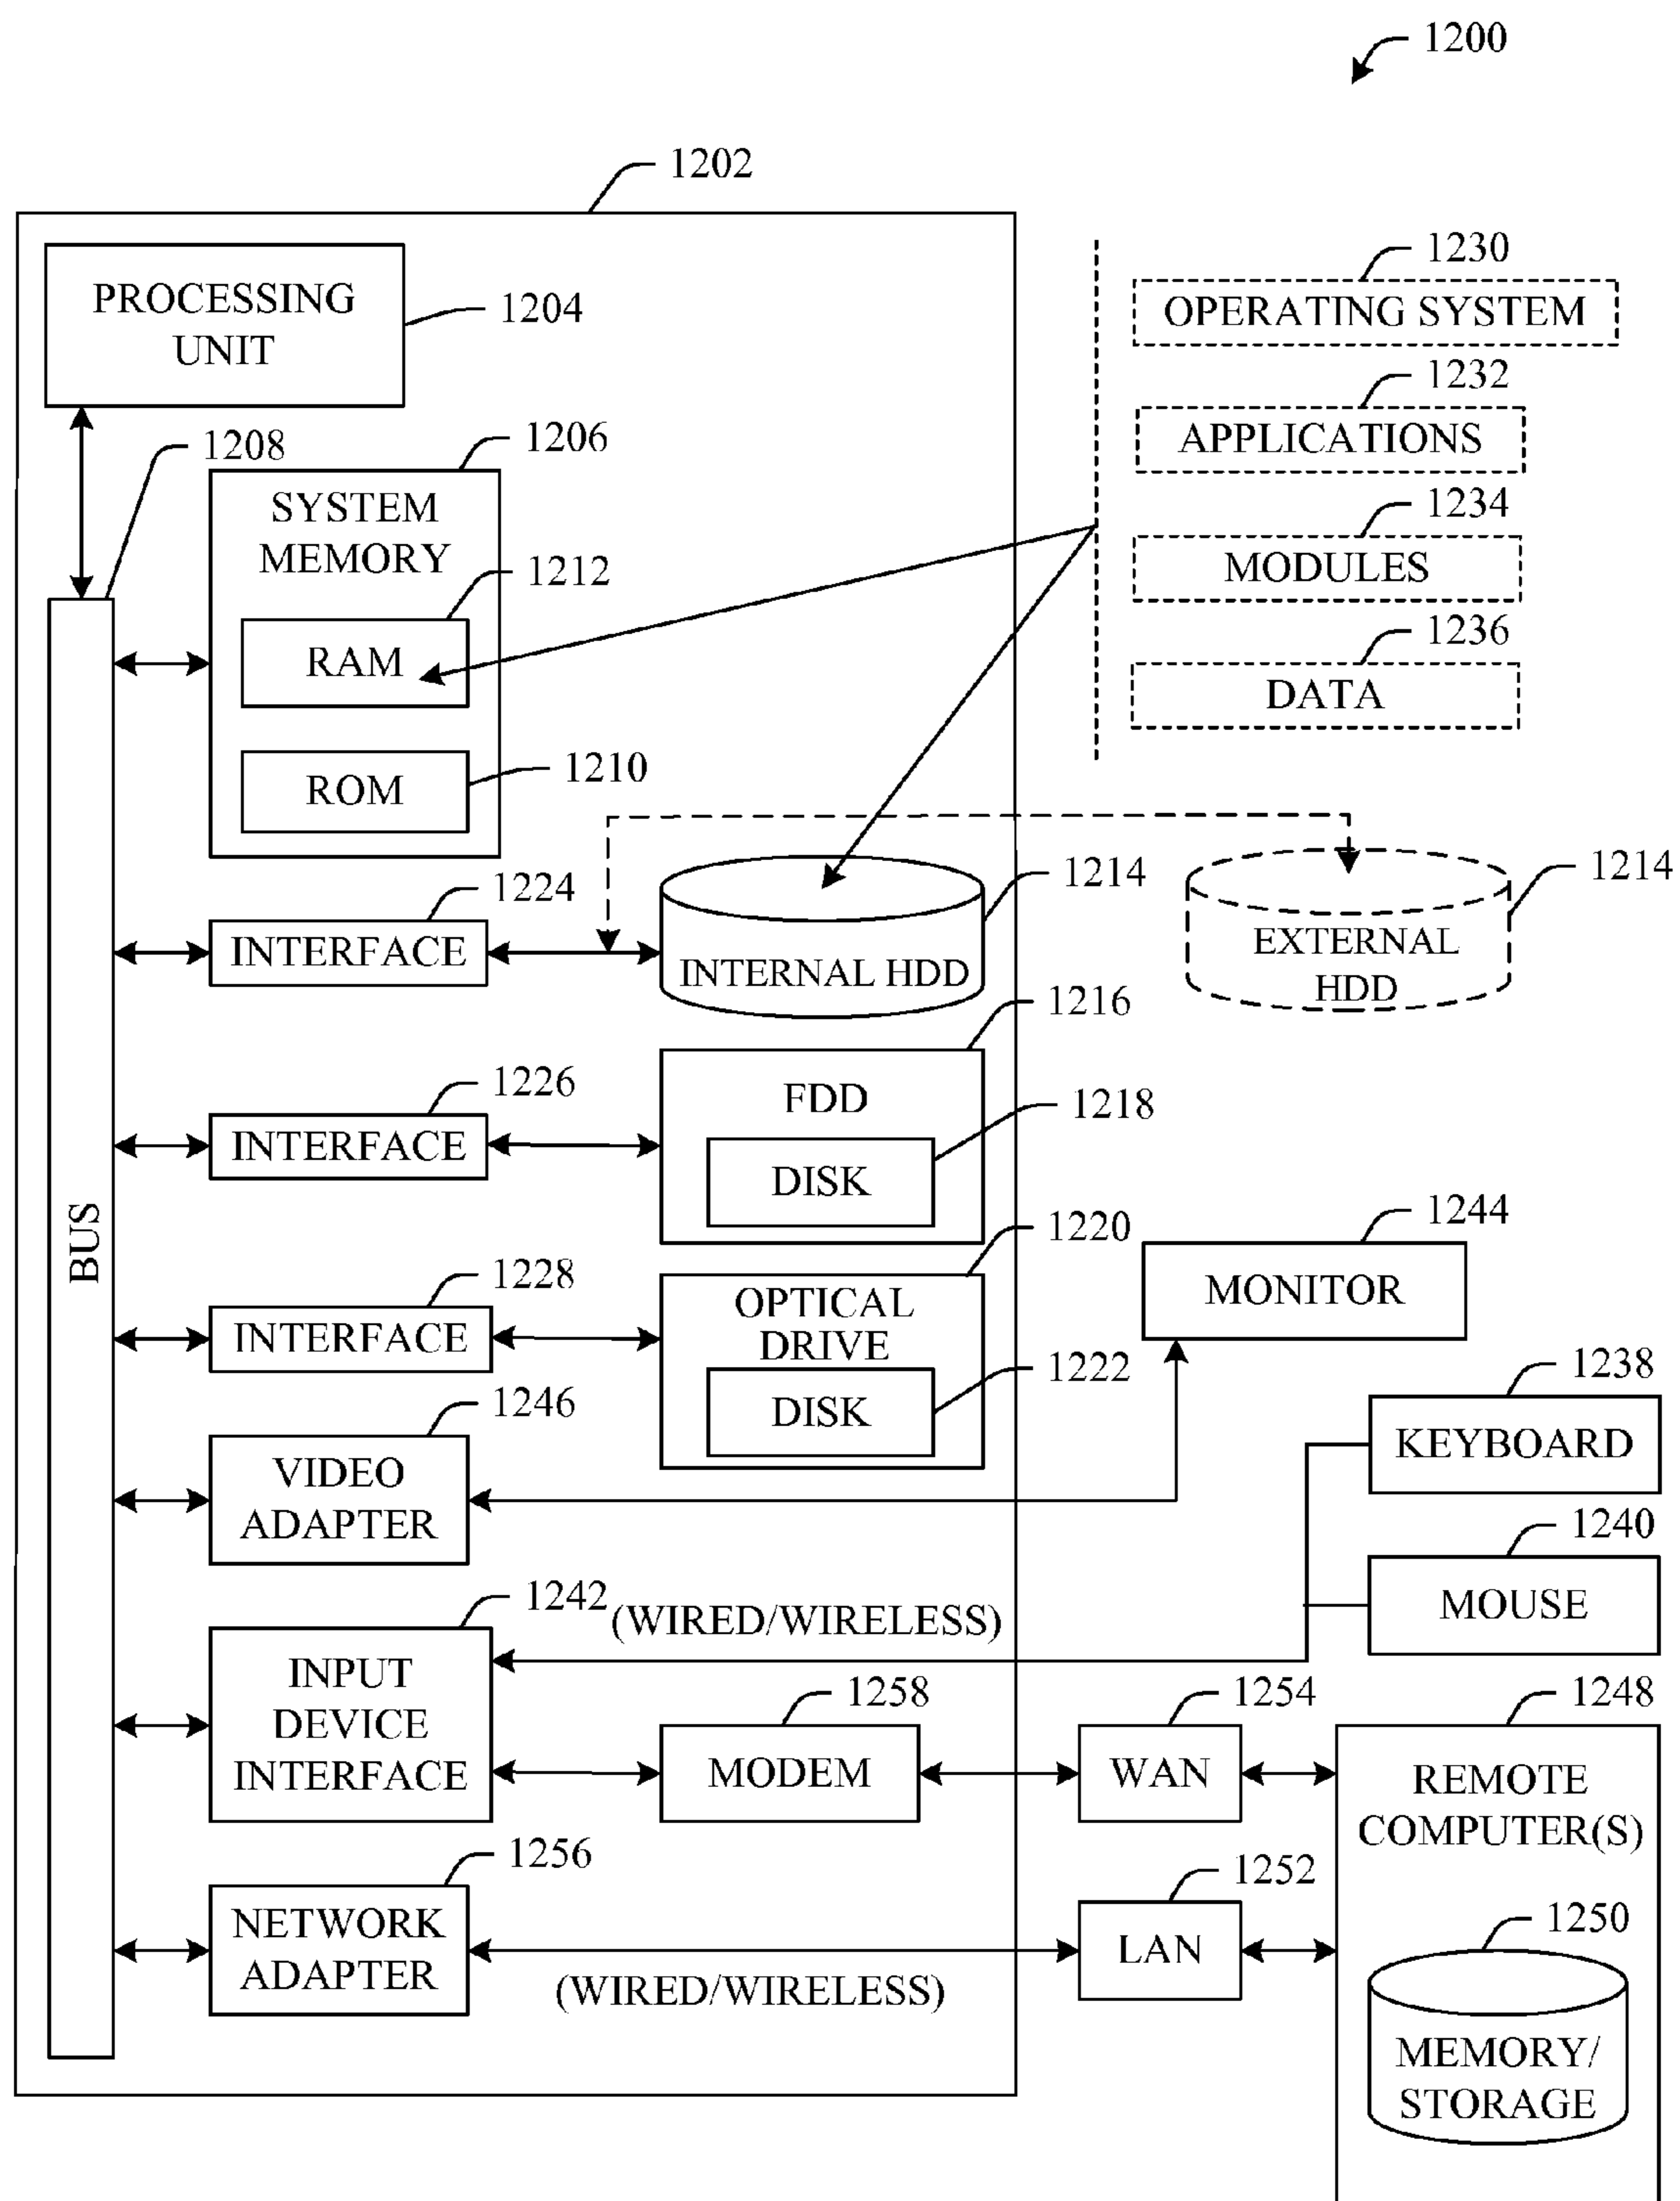 1200
1202
PROCESSING
UNIT
1204
1230
OPERATING SYSTEM
1232
APPLICATIONS
1234
MODULES
1236
DATA
1208
1206
SYSTEM
MEMORY
1212
RAM
1210
ROM
1224
INTERFACE
1214
INTERNAL HDD
1214
EXTERNAL
HDD
1226
INTERFACE
1216
FDD
1218
DISK
BUS
1228
INTERFACE
1220
OPTICAL
DRIVE
1222
DISK
1244
MONITOR
1246
VIDEO
ADAPTER
1238
KEYBOARD
1240
MOUSE
1242
(WIRED/WIRELESS)
INPUT
DEVICE
INTERFACE
1258
MODEM
1254
WAN
1248
REMOTE
COMPUTER(S)
1256
NETWORK
ADAPTER
(WIRED/WIRELESS)
1252
LAN
1250
MEMORY/
STORAGE